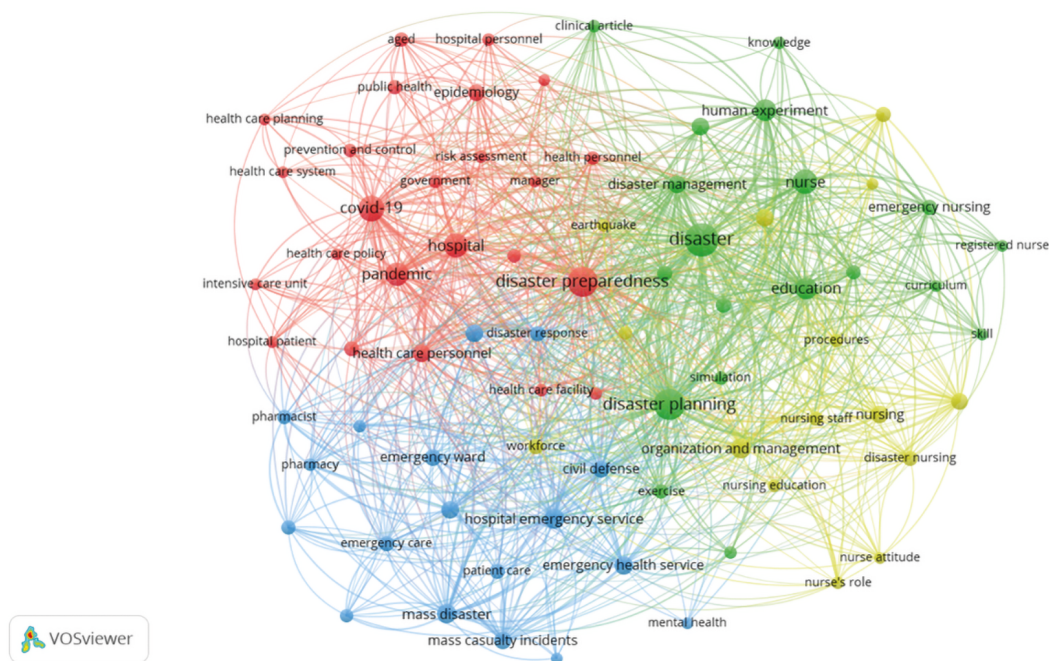 clinical article
aged
hospital personnel
knowledge
public health
epidemiology
human experiment
health care planning
prevention and control
risk assessment
health personnel
health care system
government
manager
disaster management
nurse
covid-19
emergency nursing
earthquake
disaster
registered nurse
hospital
health care policy
pandemic
disaster preparedness
intensive care unit
education
curriculum
hospital patient
disaster response
skill
procedures
health care personnel
simulation
health care facility
disaster planning
pharmacist
nursing staff
nursing
workforce
organization and management
emergency ward
disaster nursing
pharmacy
civil defense
exercise
nursing education
hospital emergency service
emergency care
nurse attitude
patient care
emergency health service
nurse's role
mass disaster
mental health
mass casualty incidents
VOSviewer